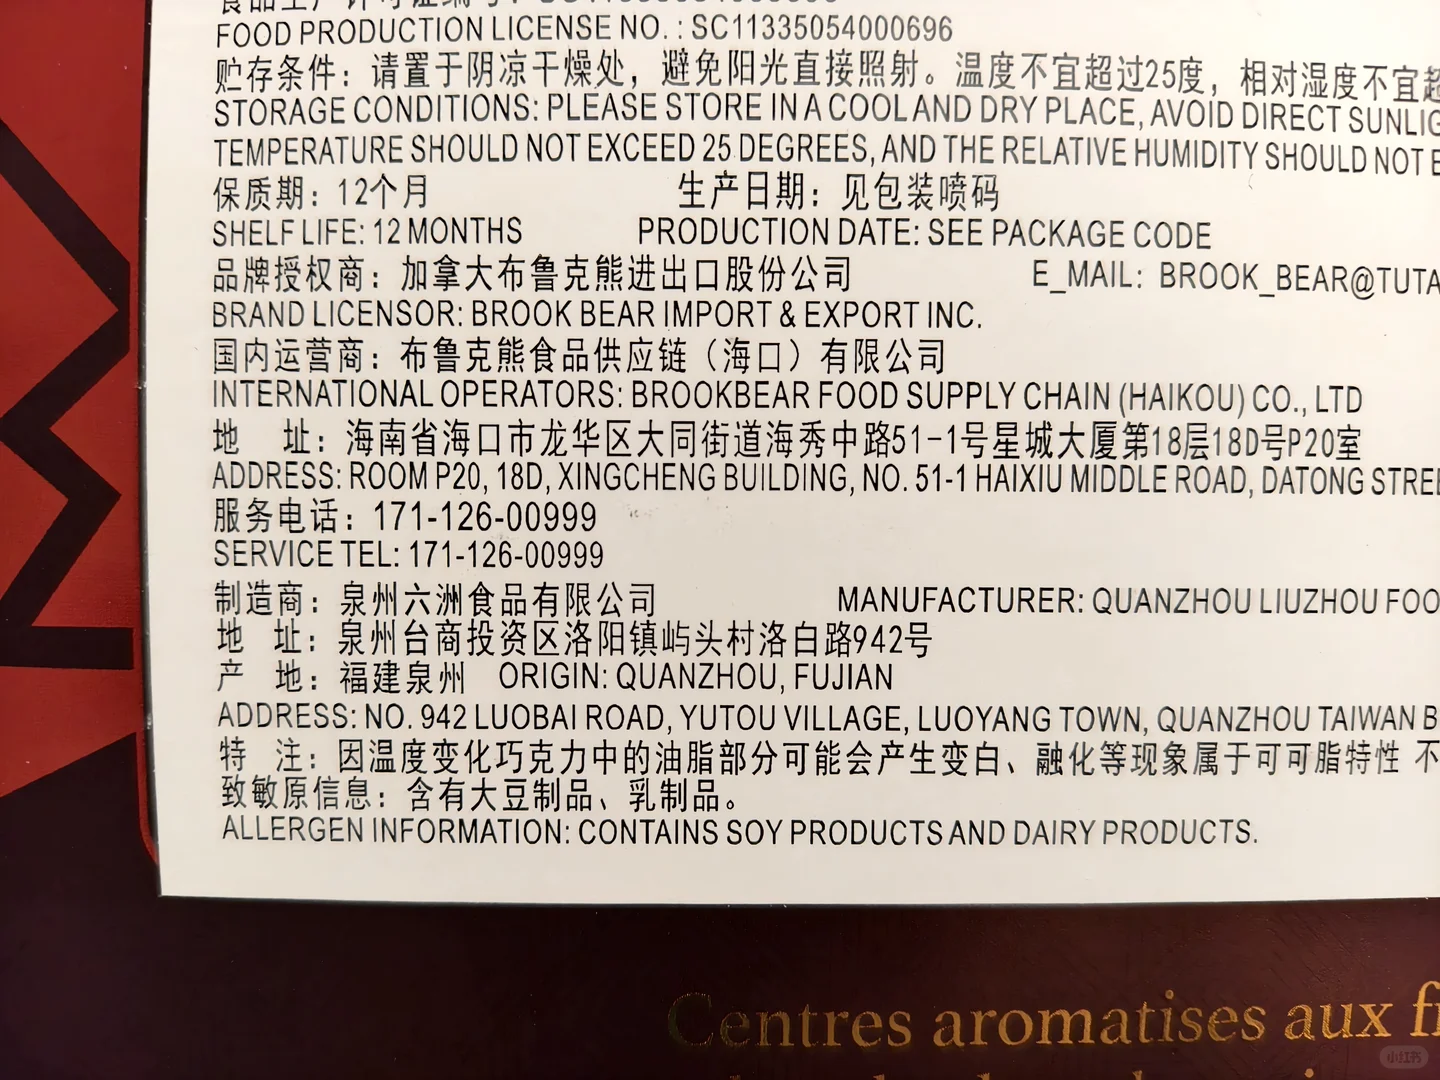 FOOD PRODUCTION LICENSE NO. : SC11335054000696
贮存条件：请置于阴凉干燥处，避免阳光直接照射。温度不宜超过25度，相对湿度不宜超
STORAGE CONDITIONS: PLEASE STORE IN A COOL AND DRY PLACE, AVOID DIRECT SUNLIG
TEMPERATURE SHOULD NOT EXCEED 25 DEGREES, AND THE RELATIVE HUMIDITY SHOULD NOT E
保质期：12个月 生产日期：见包装喷码
SHELF LIFE: 12 MONTHS PRODUCTION DATE: SEE PACKAGE CODE
品牌授权商：加拿大布鲁克熊进出口股份公司 E_MAIL: BROOK_BEAR@TUTA
BRAND LICENSOR: BROOK BEAR IMPORT & EXPORT INC.
国内运营商：布鲁克熊食品供应链（海口）有限公司
INTERNATIONAL OPERATORS: BROOKBEAR FOOD SUPPLY CHAIN (HAIKOU) CO., LTD
地 址：海南省海口市龙华区大同街道海秀中路51-1号星城大厦第18层18D号P20室
ADDRESS: ROOM P20, 18D, XINGCHENG BUILDING, NO. 51-1 HAIXIU MIDDLE ROAD, DATONG STREE
服务电话：171-126-00999
SERVICE TEL: 171-126-00999
制造商：泉州六洲食品有限公司 MANUFACTURER: QUANZHOU LIUZHOU FOO
地 址：泉州台商投资区洛阳镇屿头村洛白路942号
产 地：福建泉州 ORIGIN: QUANZHOU, FUJIAN
ADDRESS: NO. 942 LUOBAI ROAD, YUTOU VILLAGE, LUOYANG TOWN, QUANZHOU TAIWAN B
特 注：因温度变化巧克力中的油脂部分可能会产生变白、融化等现象属于可可脂特性 不
致敏原信息：含有大豆制品、乳制品。
ALLERGEN INFORMATION: CONTAINS SOY PRODUCTS AND DAIRY PRODUCTS.
Centres aromatises aux fi
小红书